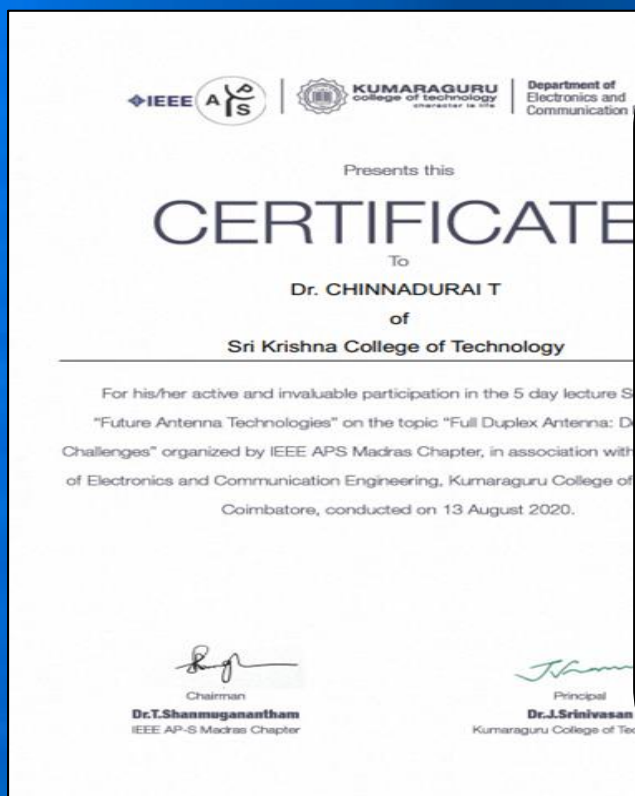 IEEE APS
KUMARAGURU
college of technology
character is life
Department of
Electronics and
Communication
Presents this
CERTIFICATE
To
Dr. CHINNADURAI T
of
Sri Krishna College of Technology
For his/her active and invaluable participation in the 5 day lecture S
"Future Antenna Technologies" on the topic "Full Duplex Antenna: D
Challenges" organized by IEEE APS Madras Chapter, in association with
of Electronics and Communication Engineering, Kumaraguru College of
Coimbatore, conducted on 13 August 2020.
Chairman
Dr.T.Shanmuganantham
IEEE AP-S Madras Chapter
Principal
Dr.J.Srinivasan
Kumaraguru College of Tec